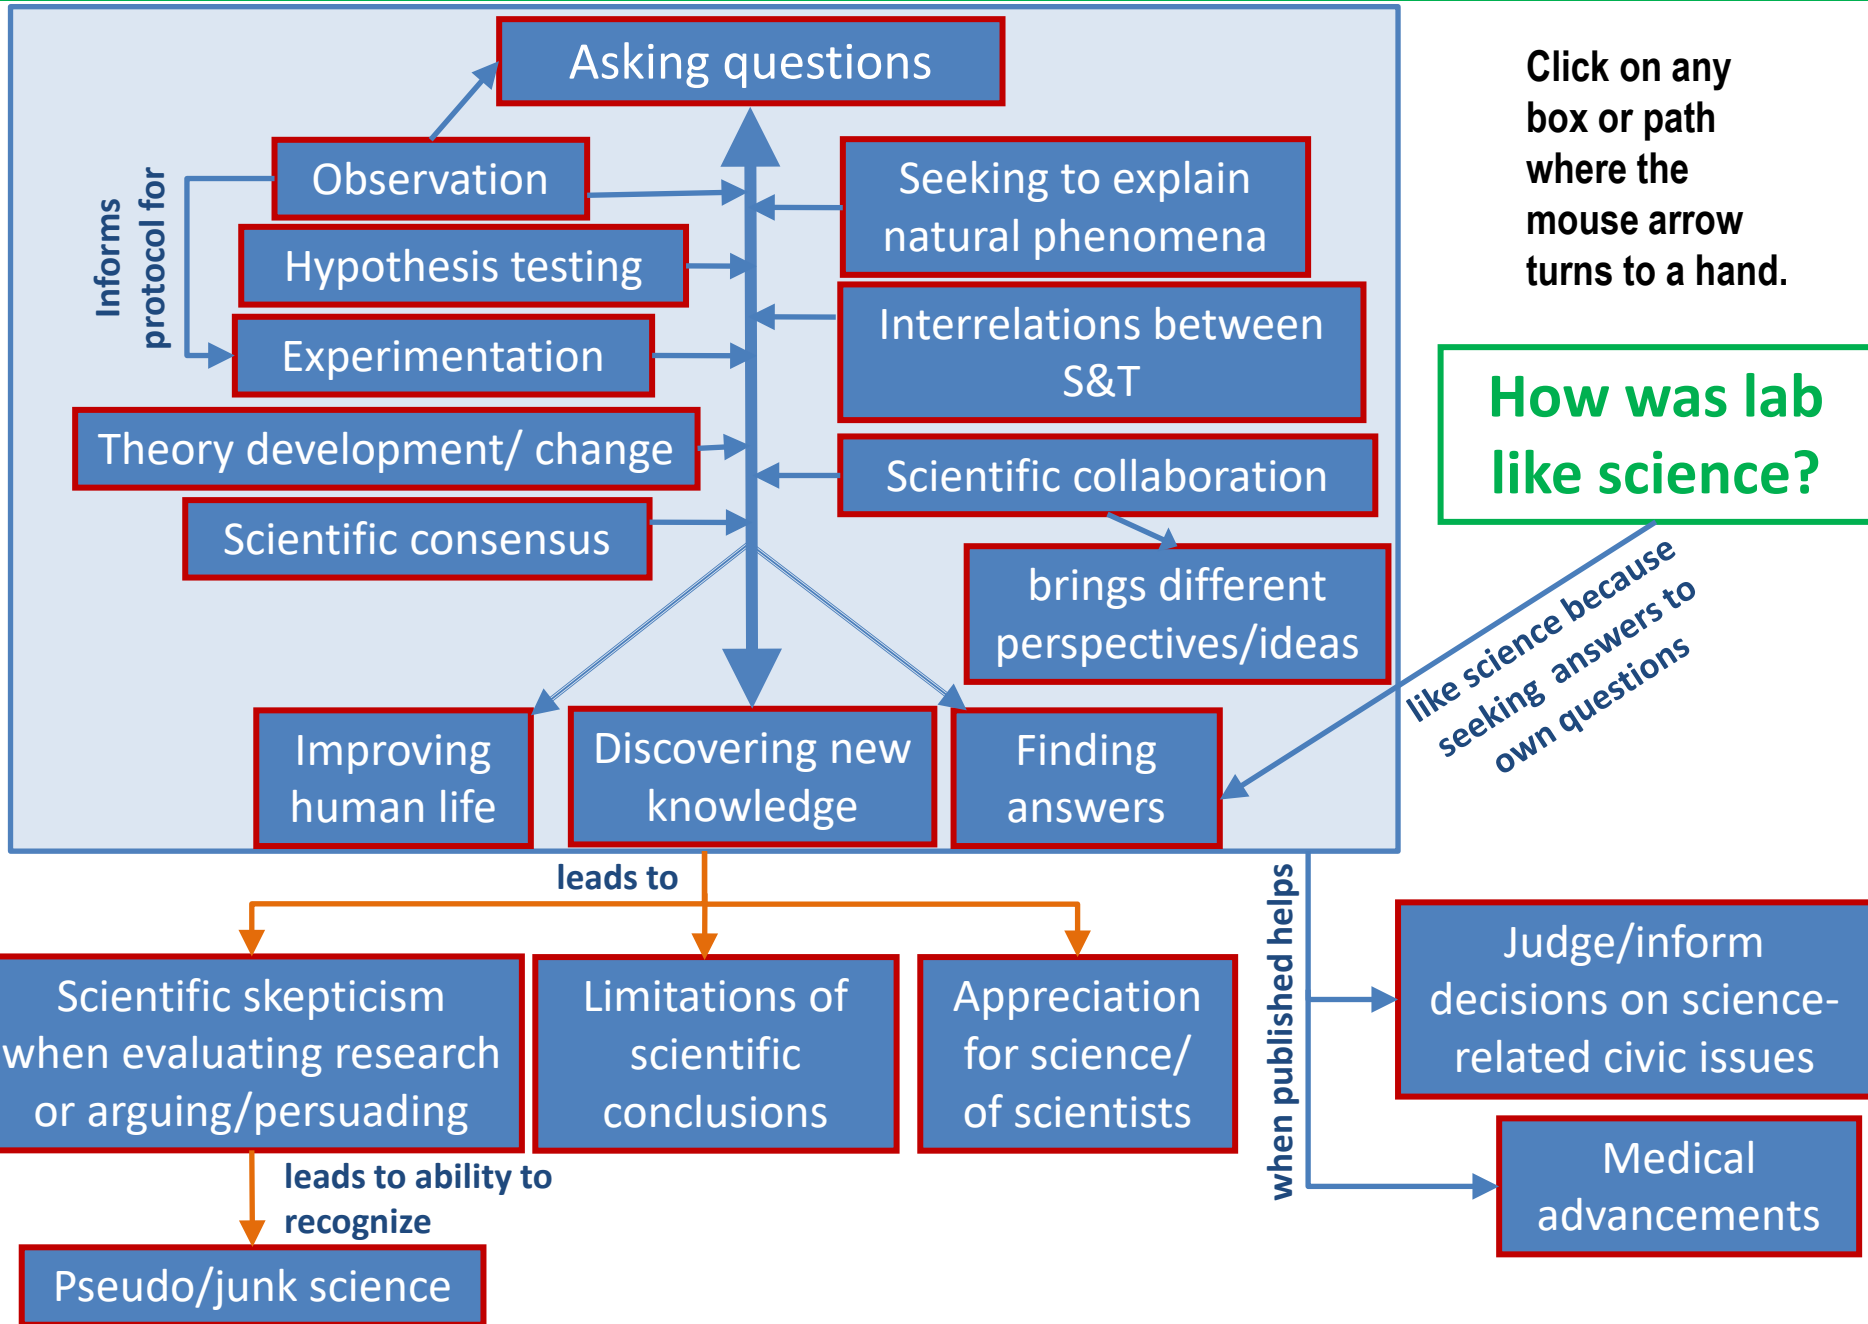 Asking questions
Click on any
box or path
where the
mouse arrow
turns to a hand.
Observation
Informs
protocol for
Seeking to explain
natural phenomena
Hypothesis testing
Interrelations between
S&T
Experimentation
How was lab
like science?
Theory development/ change
Scientific collaboration
Scientific consensus
brings different
perspectives/ideas
like science because
seeking answers to
own questions
Improving
human life
Discovering new
knowledge
Finding
answers
leads to
when published helps
Scientific skepticism
when evaluating research
or arguing/persuading
Limitations of
scientific
conclusions
Appreciation
for science/
of scientists
Judge/inform
decisions on science-
related civic issues
leads to ability to
recognize
Medical
advancements
Pseudo/junk science